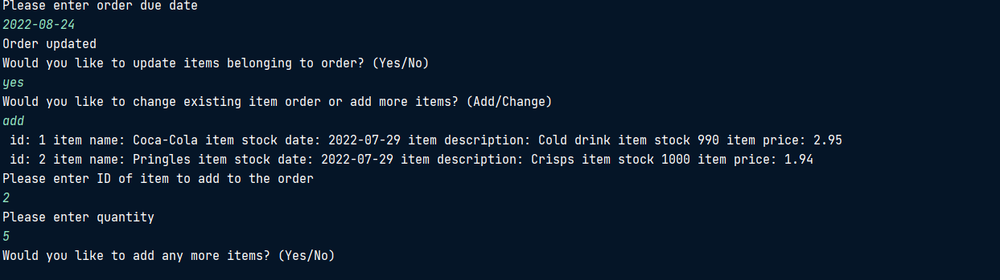 Please enter order due date
2022-08-24
Order updated
Would you like to update items belonging to order? (Yes/No)
yes
Would you like to change existing item order or add more items? (Add/Change)
add
id: 1 item name: Coca-Cola item stock date: 2022-07-29 item description: Cold drink item stock 990 item price: 2.95
id: 2 item name: Pringles item stock date: 2022-07-29 item description: Crisps item stock 1000 item price: 1.94
Please enter ID of item to add to the order
2
Please enter quantity
5
Would you like to add any more items? (Yes/No)